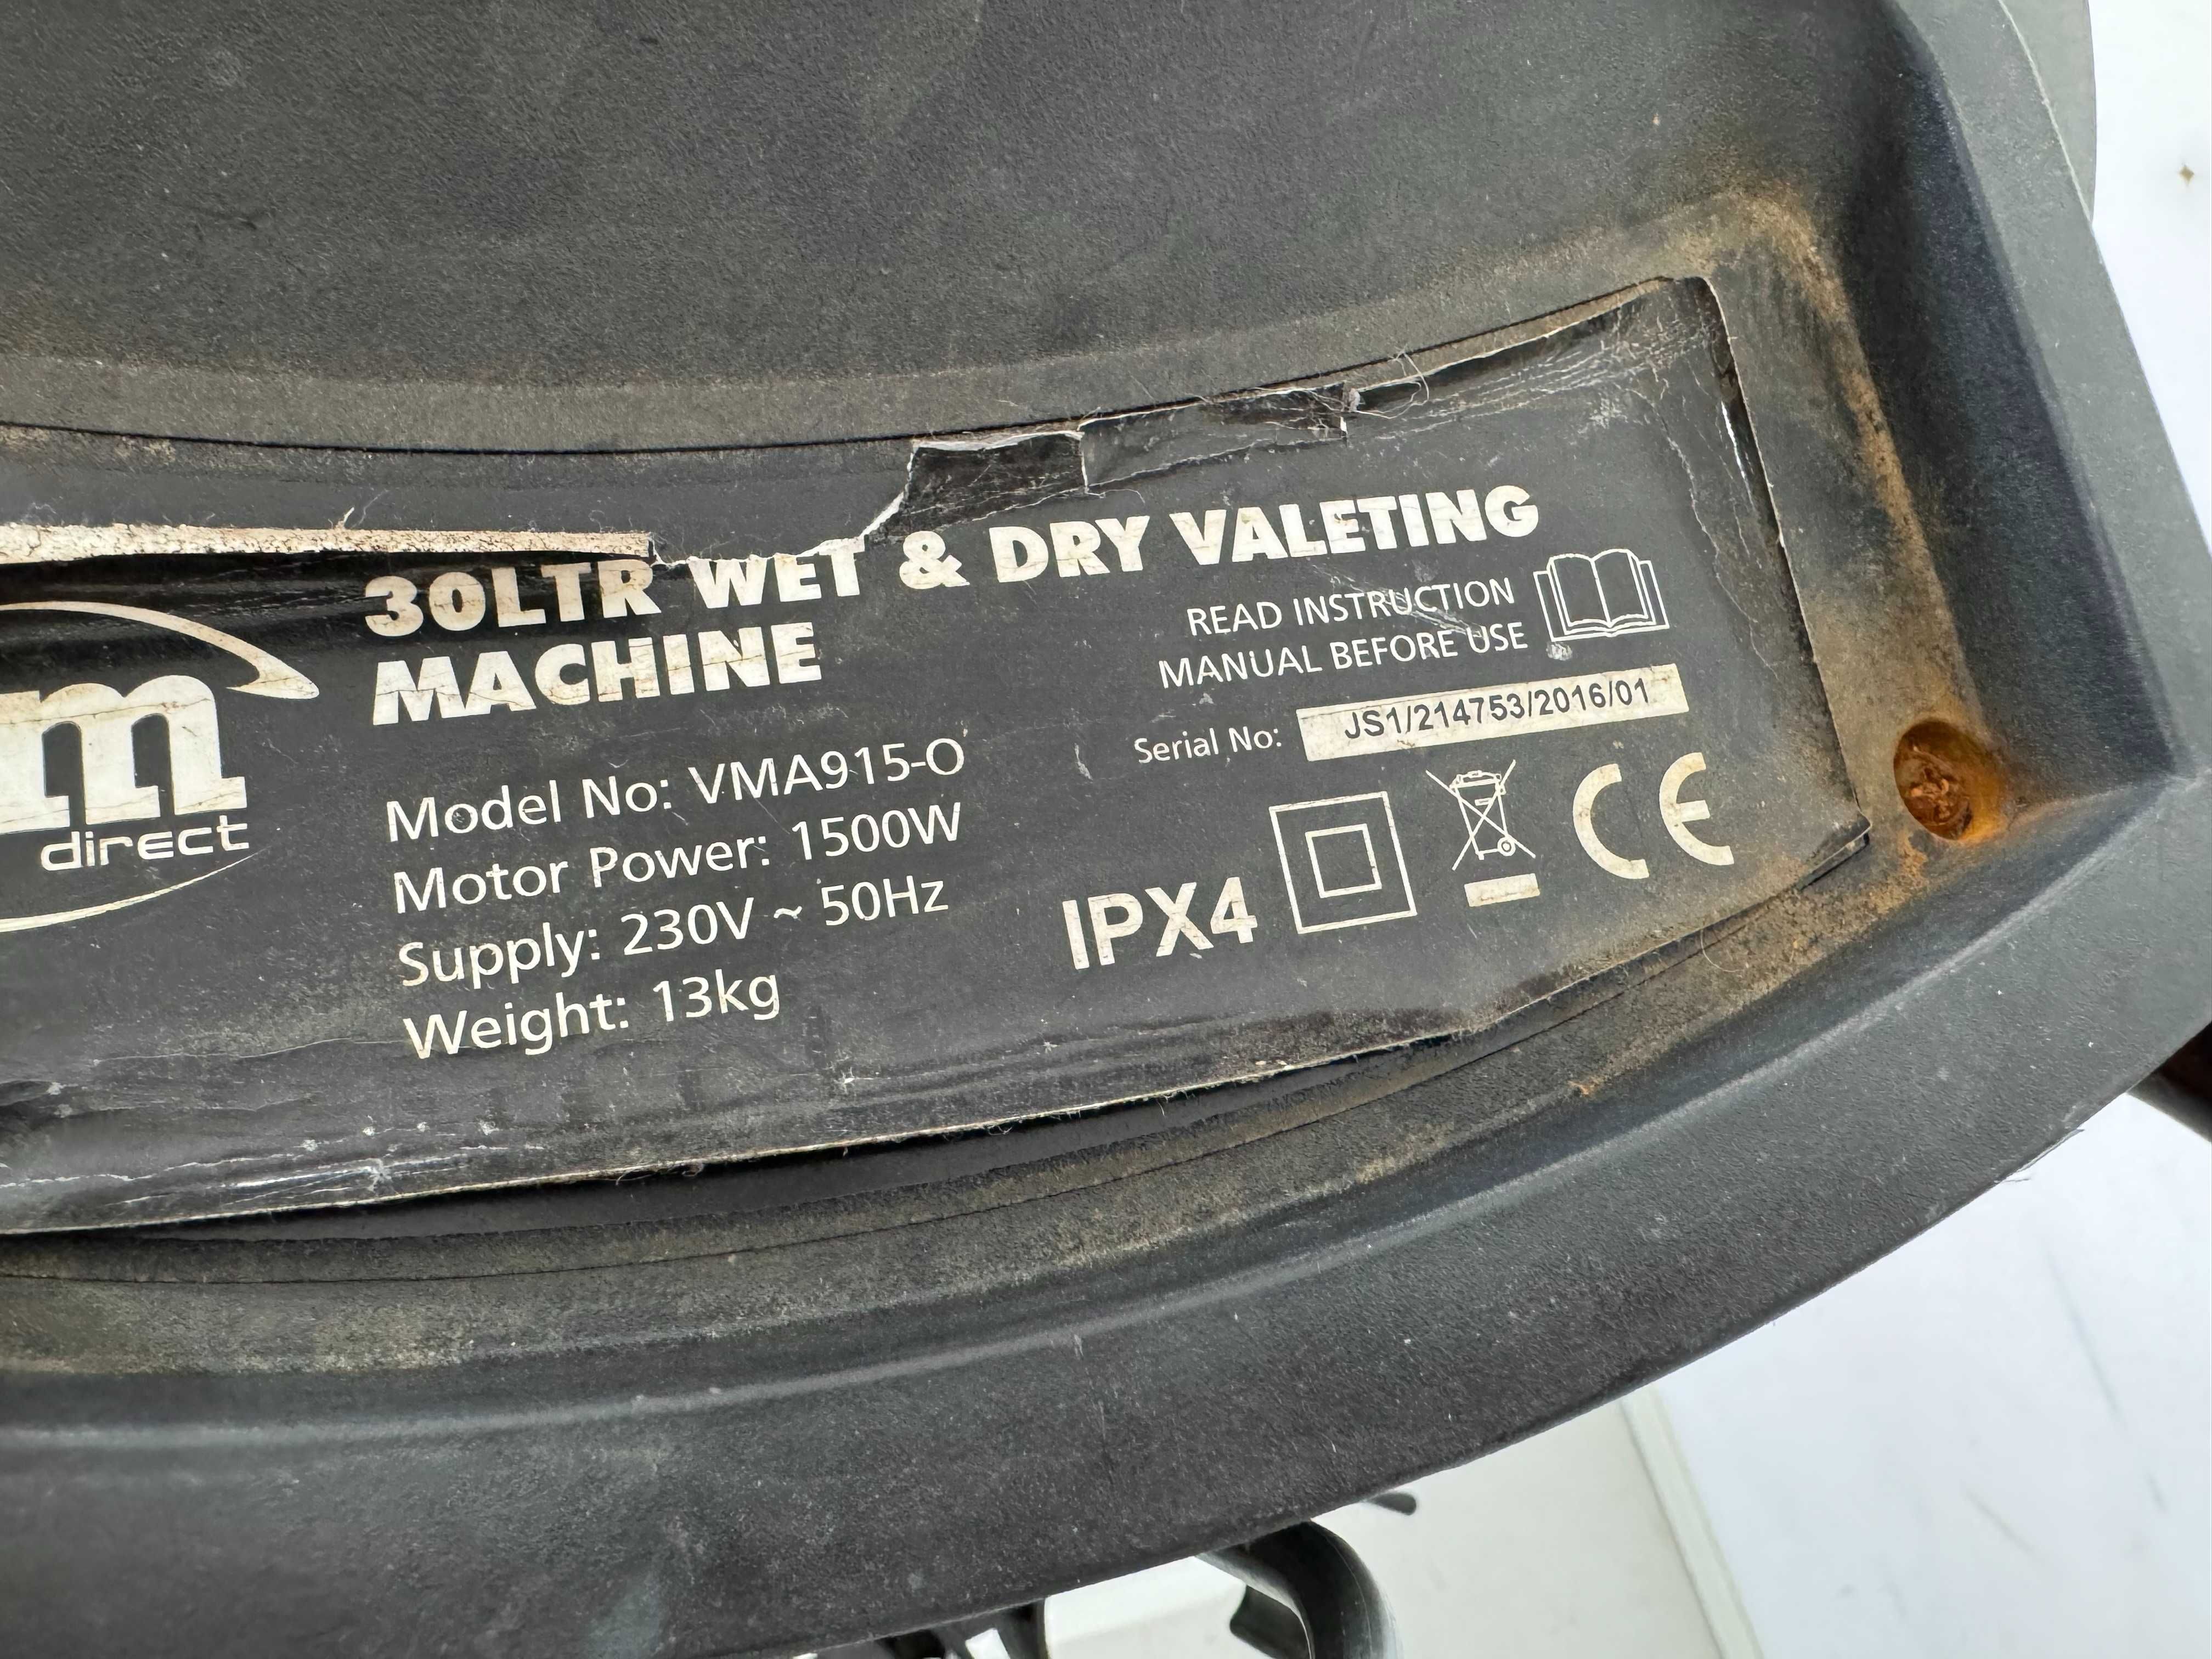 30LTR WET & DRY VALETING
MACHINE
READ INSTRUCTION
MANUAL BEFORE USE
Serial No: JS1/214753/2016/01
m
direct
Model No: VMA915-O
Motor Power: 1500W
Supply: 230V ~ 50Hz
Weight: 13kg
IPX4
CE